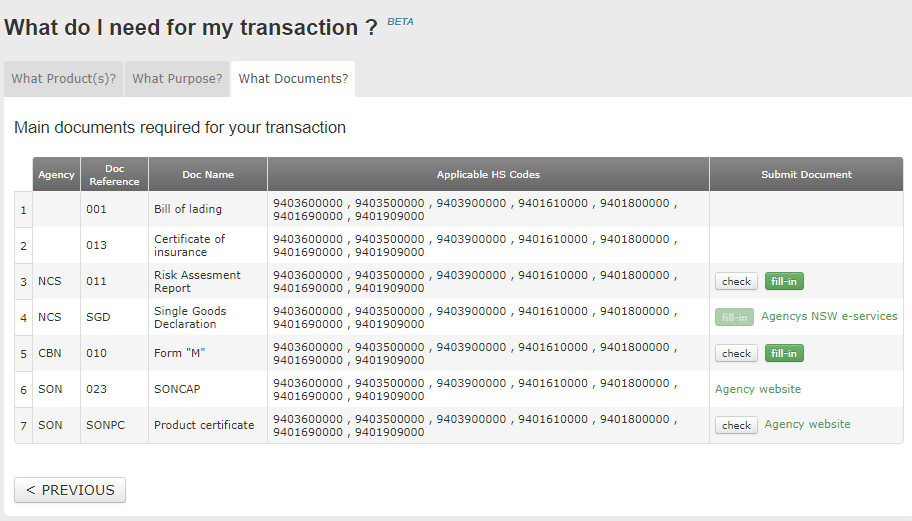 What do I need for my transaction ? BETA
What Product(s)? What Purpose? What Documents?
Main documents required for your transaction
Agency Doc Reference Doc Name Applicable HS Codes Submit Document
1 001 Bill of lading 9403600000 , 9403500000 , 9403900000 , 9401610000 , 9401800000 ,
9401690000 , 9401909000
2 013 Certificate of insurance 9403600000 , 9403500000 , 9403900000 , 9401610000 , 9401800000 ,
9401690000 , 9401909000
3 NCS 011 Risk Assesment Report 9403600000 , 9403500000 , 9403900000 , 9401610000 , 9401800000 ,
9401690000 , 9401909000 check fill-in
4 NCS SGD Single Goods Declaration 9403600000 , 9403500000 , 9403900000 , 9401610000 , 9401800000 ,
9401690000 , 9401909000 fill-in Agencys NSW e-services
5 CBN 010 Form "M" 9403600000 , 9403500000 , 9403900000 , 9401610000 , 9401800000 ,
9401690000 , 9401909000 check fill-in
6 SON 023 SONCAP 9403600000 , 9403500000 , 9403900000 , 9401610000 , 9401800000 ,
9401690000 , 9401909000 Agency website
7 SON SONPC Product certificate 9403600000 , 9403500000 , 9403900000 , 9401610000 , 9401800000 ,
9401690000 , 9401909000 check Agency website
< PREVIOUS